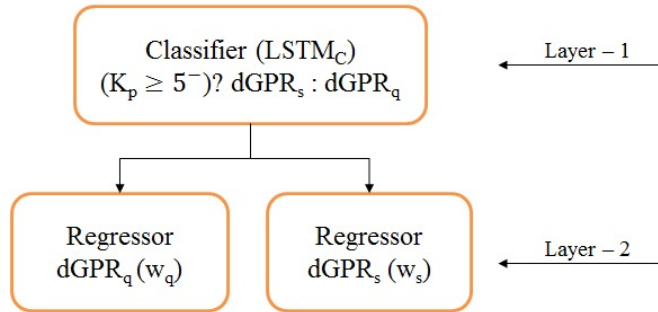 Classifier (LSTM_C)
(K_p ≥ 5⁻)? dGPR_s : dGPR_q
Layer – 1
Regressor
dGPR_q (w_q)
Regressor
dGPR_s (w_s)
Layer – 2